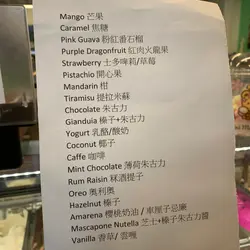 Mango 芒果
Caramel 焦糖
Pink Guava 粉紅番石榴
Purple Dragonfruit 紅肉火龍果
Strawberry 士多啤莉/草莓
Pistachio 開心果
Mandarin 柑
Tiramisu 提拉米蘇
Chocolate 朱古力
Gianduia 榛子+朱古力
Yogurt 乳酪/酸奶
Coconut 椰子
Caffe 咖啡
Mint Chocolate 薄荷朱古力
Rum Raisin 冧酒提子
Oreo 奧利奧
Hazelnut 榛子
Amarena 櫻桃奶油 / 車厘子忌廉
Mascapone Nutella 芝士+榛子朱古力醬
Vanilla 香草/ 雲呢